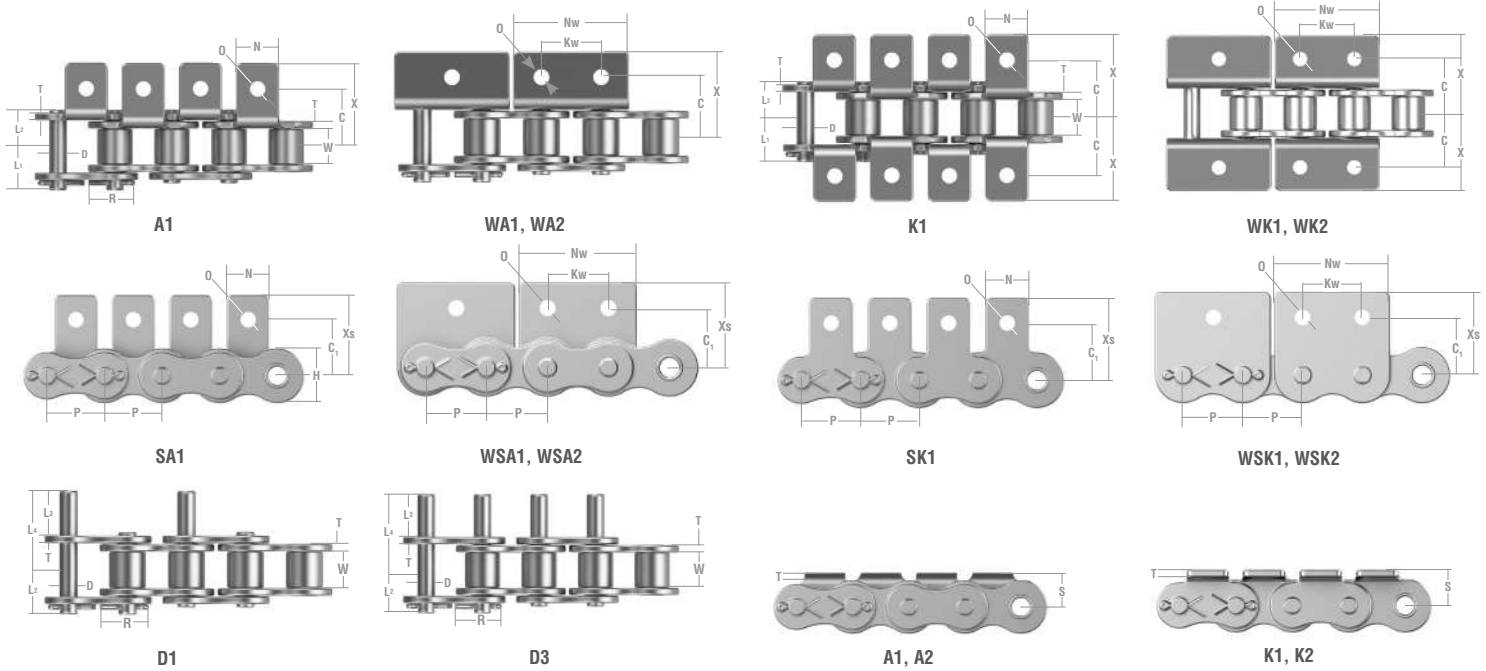 O N
T X
L2 T C
D W
L1
R
A1
Nw
O Kw
X
C
WA1, WA2
O N
T X
T C
L2
D W
L1 C
X
K1
Nw
O Kw
X
C
C
X
WK1, WK2
O N
Xs
C1
H
P P
SA1
Nw
O Kw
Xs
C1
P P
WSA1, WSA2
O N
Xs
C1
P P
SK1
Nw
O Kw
Xs
C1
P P
WSK1, WSK2
L3
L4 T
T
W
D
L2
R
D1
L3
L4 T
T
W
D
L2
R
D3
T
S
A1, A2
T
S
K1, K2